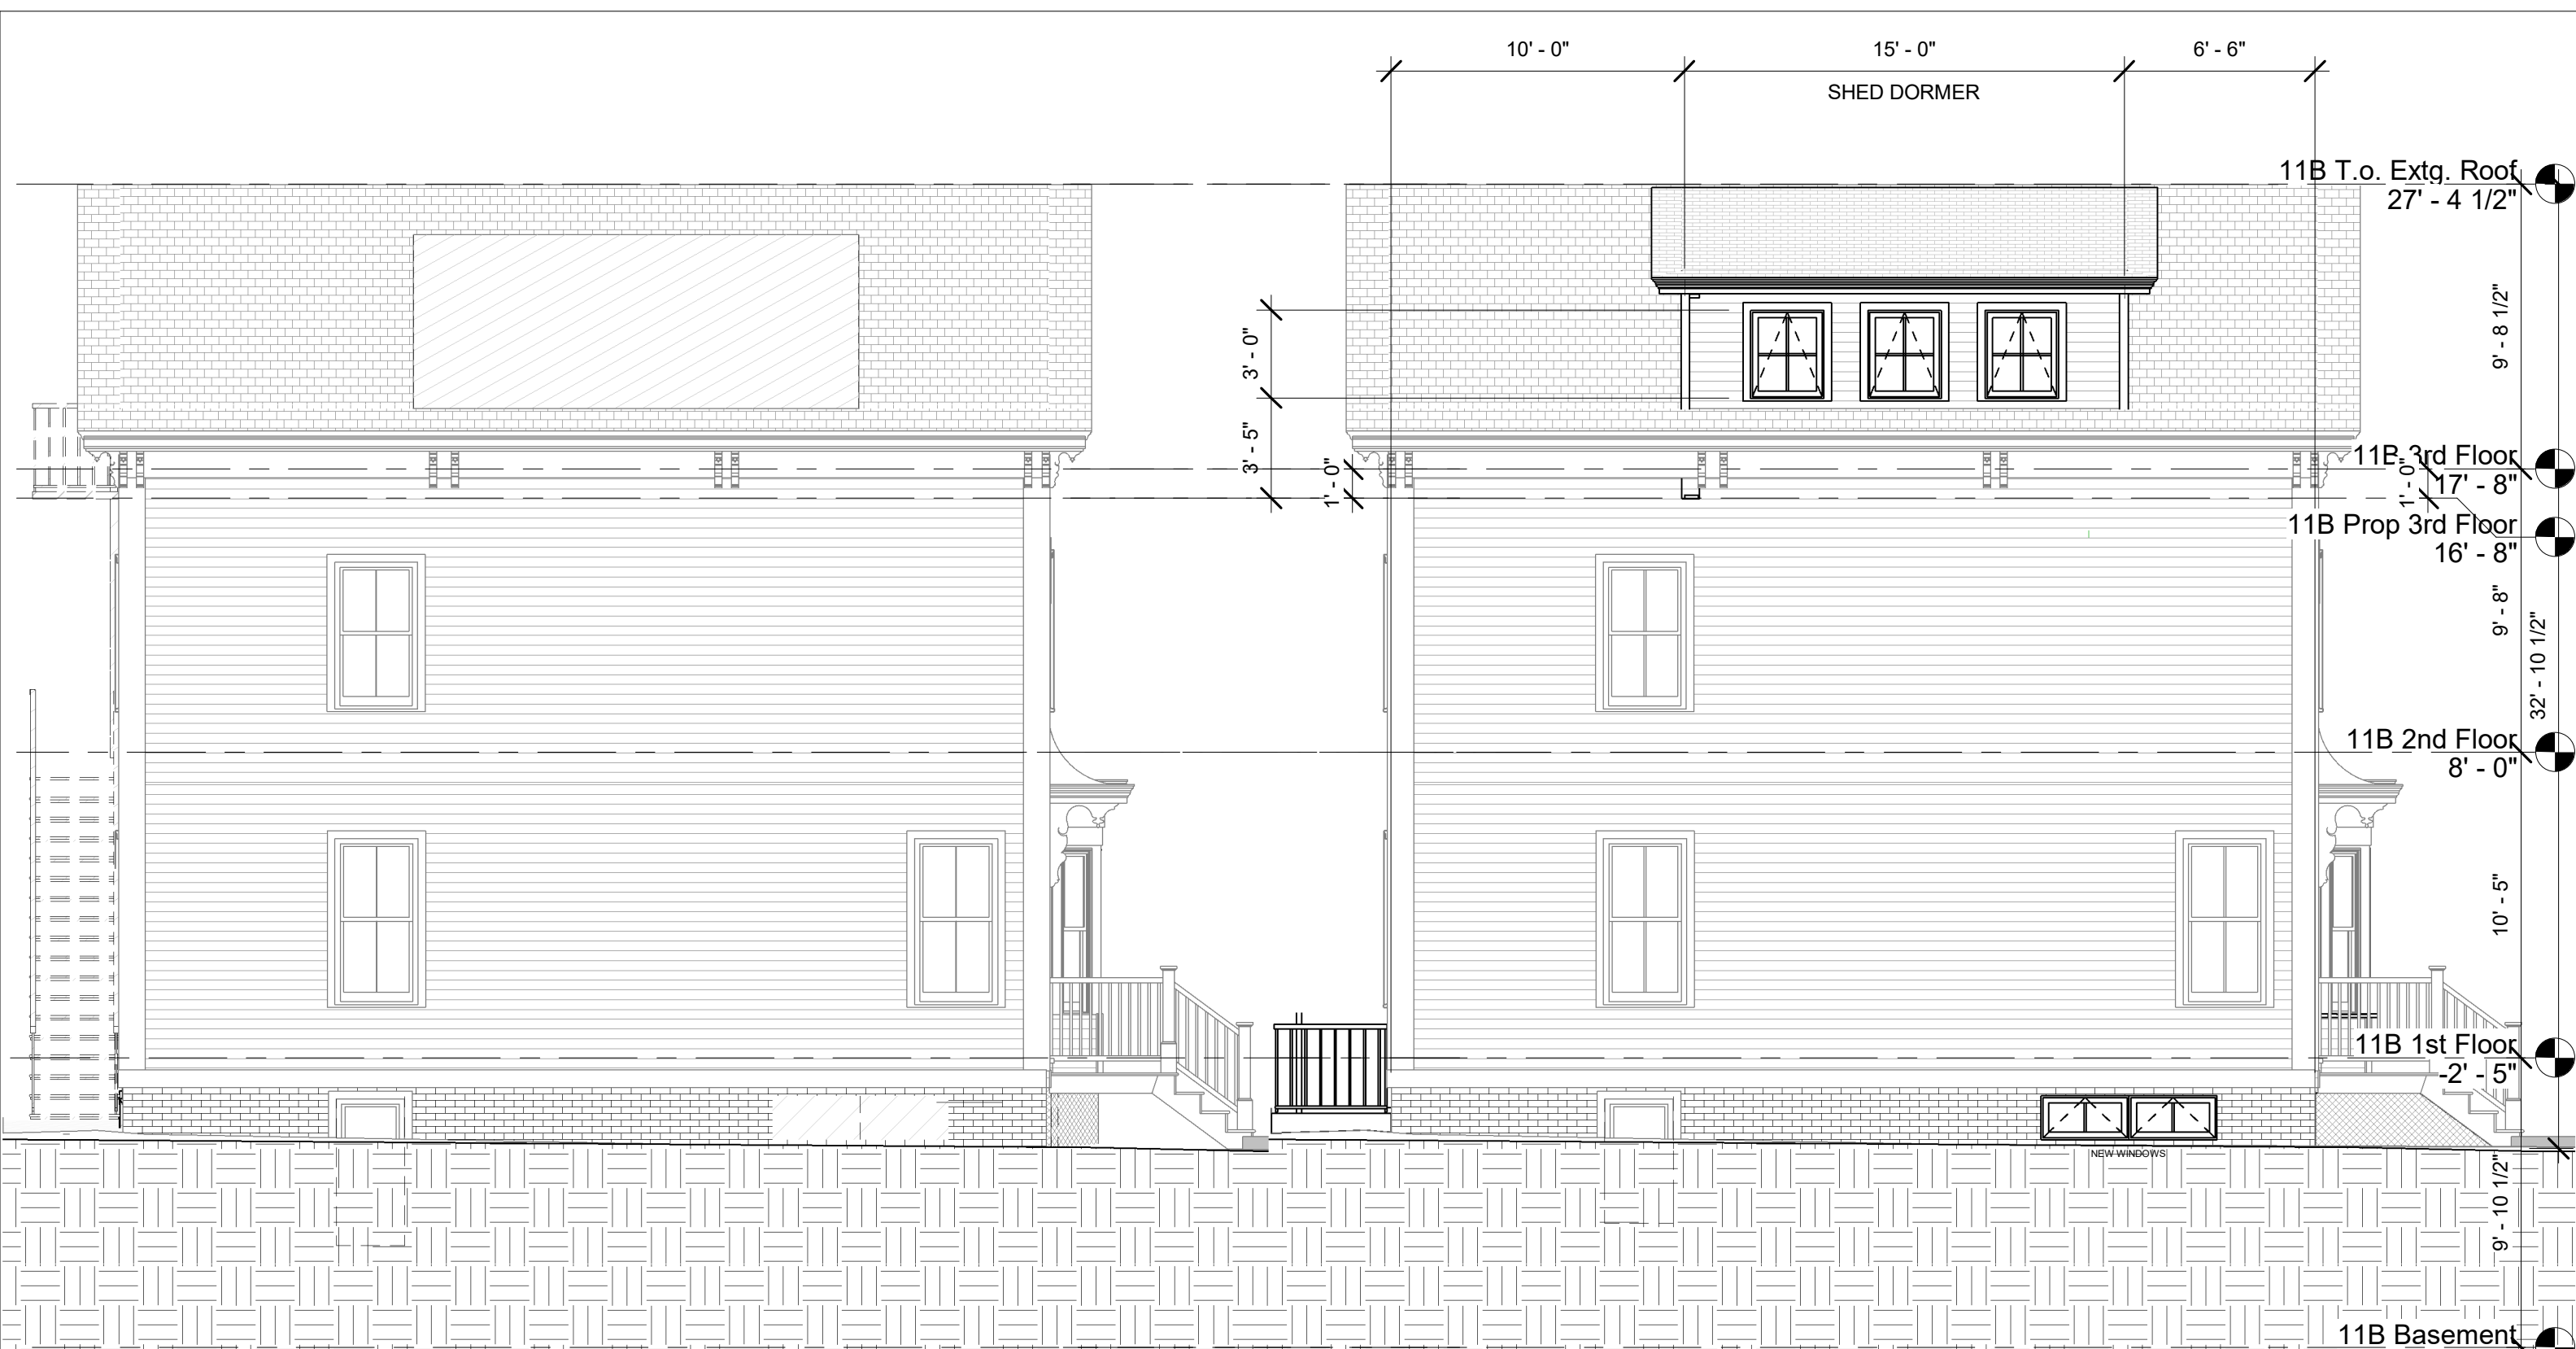 10' - 0"
15' - 0"
6' - 6"
SHED DORMER
11B T.o. Extg. Roof
27' - 4 1/2"
9' - 8 1/2"
3' - 0"
3' - 5"
1' - 0"
11B 3rd Floor
17' - 8"
1' - 0"
11B Prop 3rd Floor
16' - 8"
9' - 8"
32' - 10 1/2"
11B 2nd Floor
8' - 0"
10' - 5"
11B 1st Floor
-2' - 5"
NEW WINDOWS
9' - 10 1/2"
11B Basement